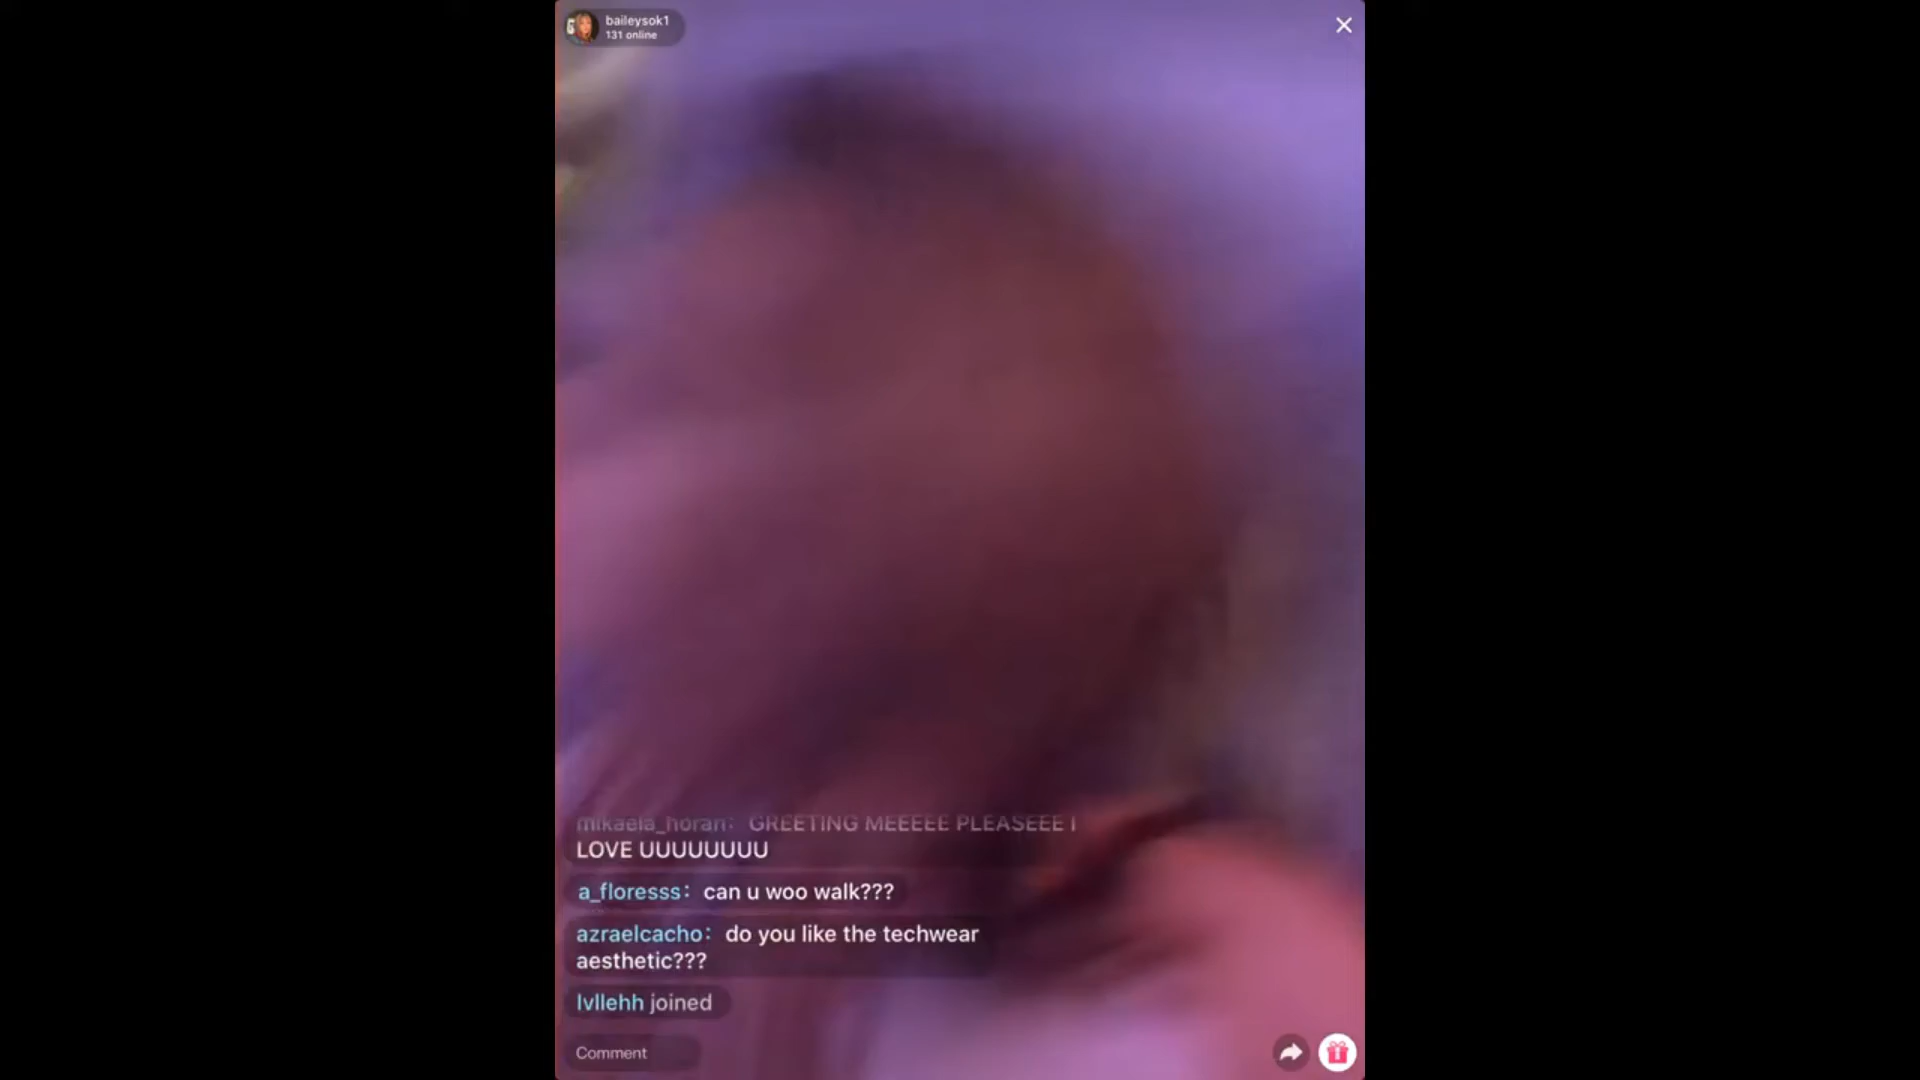 baileysok1
131 online
mikaela_horan: GREETING MEEEEE PLEASEEE I
LOVE UUUUUUUU
a_floresss: can u woo walk???
azraelcacho: do you like the techwear
aesthetic???
lvllehh joined
Comment